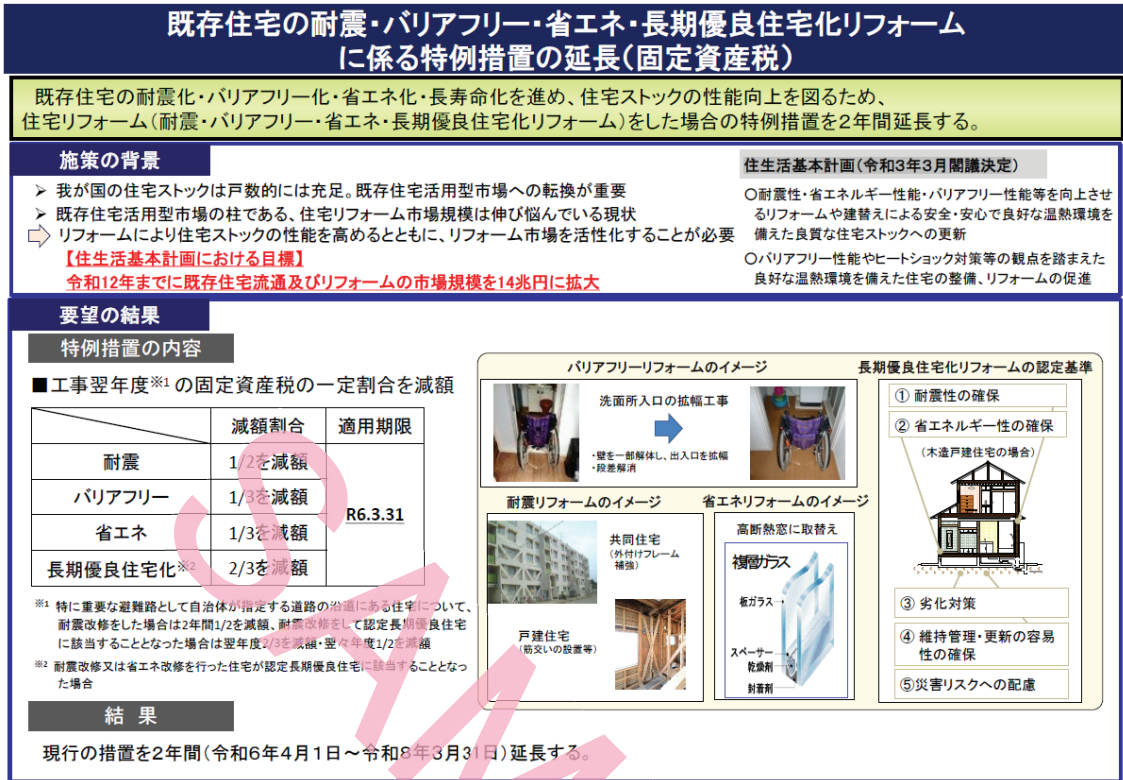 既存住宅の耐震・バリアフリー・省エネ・長期優良住宅化リフォーム
に係る特例措置の延長(固定資産税)
既存住宅の耐震化・バリアフリー化・省エネ化・長寿命化を進め、住宅ストックの性能向上を図るため、
住宅リフォーム(耐震・バリアフリー・省エネ・長期優良住宅化リフォーム)をした場合の特例措置を2年間延長する。
施策の背景
➢ 我が国の住宅ストックは戸数的には充足。既存住宅活用型市場への転換が重要
➢ 既存住宅活用型市場の柱である、住宅リフォーム市場規模は伸び悩んでいる現状
リフォームにより住宅ストックの性能を高めるとともに、リフォーム市場を活性化することが必要
【住生活基本計画における目標】
令和12年までに既存住宅流通及びリフォームの市場規模を14兆円に拡大
住生活基本計画(令和3年3月閣議決定)
○耐震性・省エネルギー性能・バリアフリー性能等を向上させ
るリフォームや建替えによる安全・安心で良好な温熱環境を
備えた良質な住宅ストックへの更新
○バリアフリー性能やヒートショック対策等の観点を踏まえた
良好な温熱環境を備えた住宅の整備、リフォームの促進
要望の結果
特例措置の内容
■工事翌年度※1 の固定資産税の一定割合を減額
減額割合 適用期限
耐震 1/2を減額
バリアフリー 1/3を減額
R6.3.31
省エネ 1/3を減額
長期優良住宅化※2 2/3を減額
※1 特に重要な避難路として自治体が指定する道路の沿道にある住宅について、
耐震改修をした場合は2年間1/2を減額、耐震改修をして認定長期優良住宅
に該当することとなった場合は翌年度2/3を減額・翌々年度1/2を減額
※2 耐震改修又は省エネ改修を行った住宅が認定長期優良住宅に該当することとなっ
た場合
バリアフリーリフォームのイメージ
洗面所入口の拡幅工事
・壁を一部解体し、出入口を拡幅
・段差解消
耐震リフォームのイメージ
共同住宅
(外付けフレーム
補強)
戸建住宅
(筋交いの設置等)
省エネリフォームのイメージ
高断熱窓に取替え
複層ガラス
板ガラス
スペーサー
乾燥剤
封着剤
長期優良住宅化リフォームの認定基準
① 耐震性の確保
② 省エネルギー性の確保
(木造戸建住宅の場合)
③ 劣化対策
④ 維持管理・更新の容易
性の確保
⑤災害リスクへの配慮
結 果
現行の措置を2年間(令和6年4月1日～令和8年3月31日)延長する。
SAM